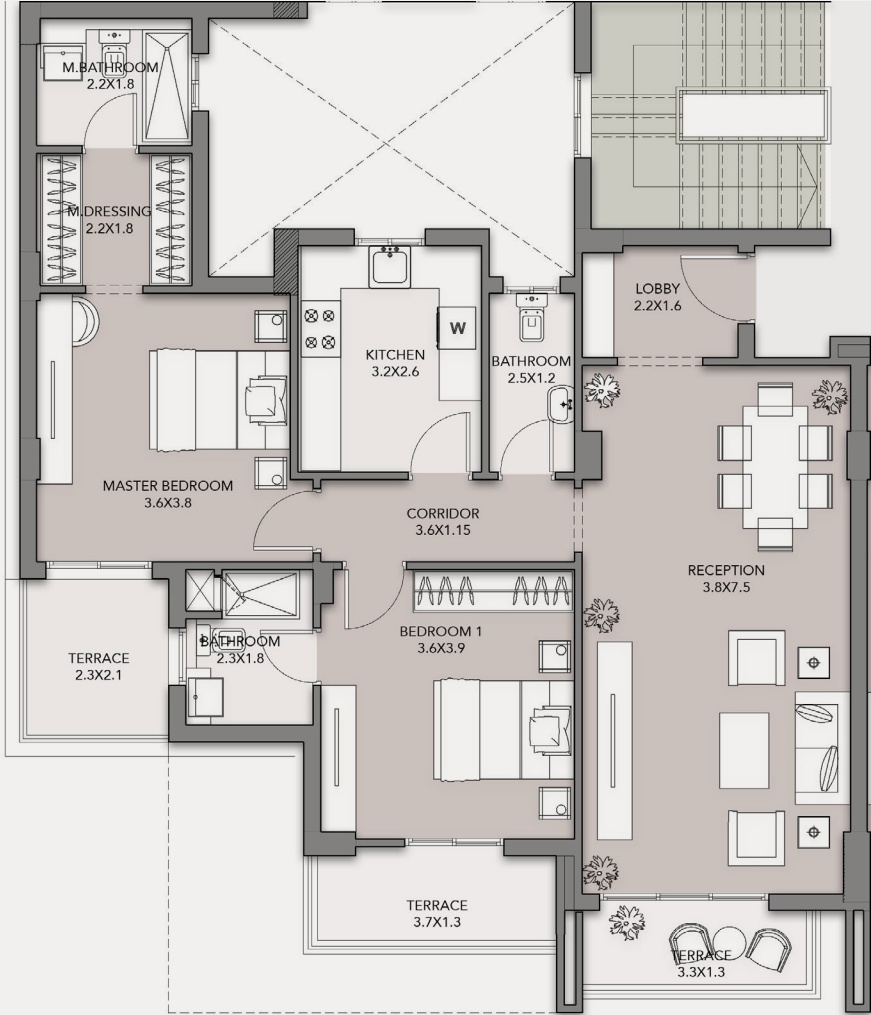 M.BATHROOM
2.2X1.8
M.DRESSING
2.2X1.8
LOBBY
2.2X1.6
W
KITCHEN
3.2X2.6
BATHROOM
2.5X1.2
MASTER BEDROOM
3.6X3.8
CORRIDOR
3.6X1.15
RECEPTION
3.8X7.5
BATHROOM
2.3X1.8
BEDROOM 1
3.6X3.9
TERRACE
2.3X2.1
TERRACE
3.7X1.3
TERRACE
3.3X1.3